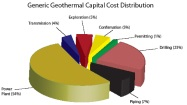 Generic Geothermal Capital Cost Distribution
Exploration (5%)
Transmission (4%)
Confirmation (5%)
Permitting (1%)
Drilling (23%)
Power
Plant (54%)
Piping (7%)